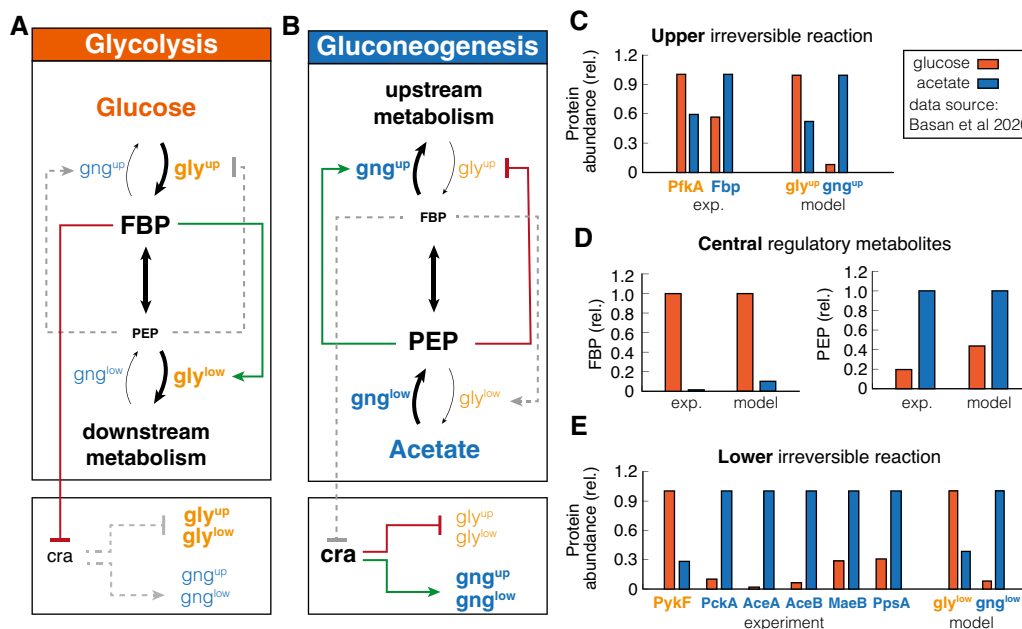 A
Glycolysis
Glucose
gng^up
gly^up
FBP
PEP
gng^low
gly^low
downstream
metabolism
cra
gly^up
gly^low
gng^up
gng^low
B
Gluconeogenesis
upstream
metabolism
gng^up
gly^up
FBP
PEP
gng^low
gly^low
Acetate
cra
gly^up
gly^low
gng^up
gng^low
C
Upper irreversible reaction
Protein
abundance (rel.)
1.2
1.0
0.6
0.3
0
PfkA Fbp
exp.
gly^up gng^up
model
glucose
acetate
data source:
D
Central regulatory metabolites
FBP (rel.)
1.2
1.0
0.8
0.6
0.4
0.2
0
exp. model
PEP (rel.)
1.2
1.0
0.8
0.6
0.4
0.2
0
exp. model
E
Lower irreversible reaction
Protein
abundance (rel.)
1.2
0.9
0.6
0.3
0
PykF PckA AceA AceB MaeB PpsA
experiment
gly^low gng^low
model
Basan et al